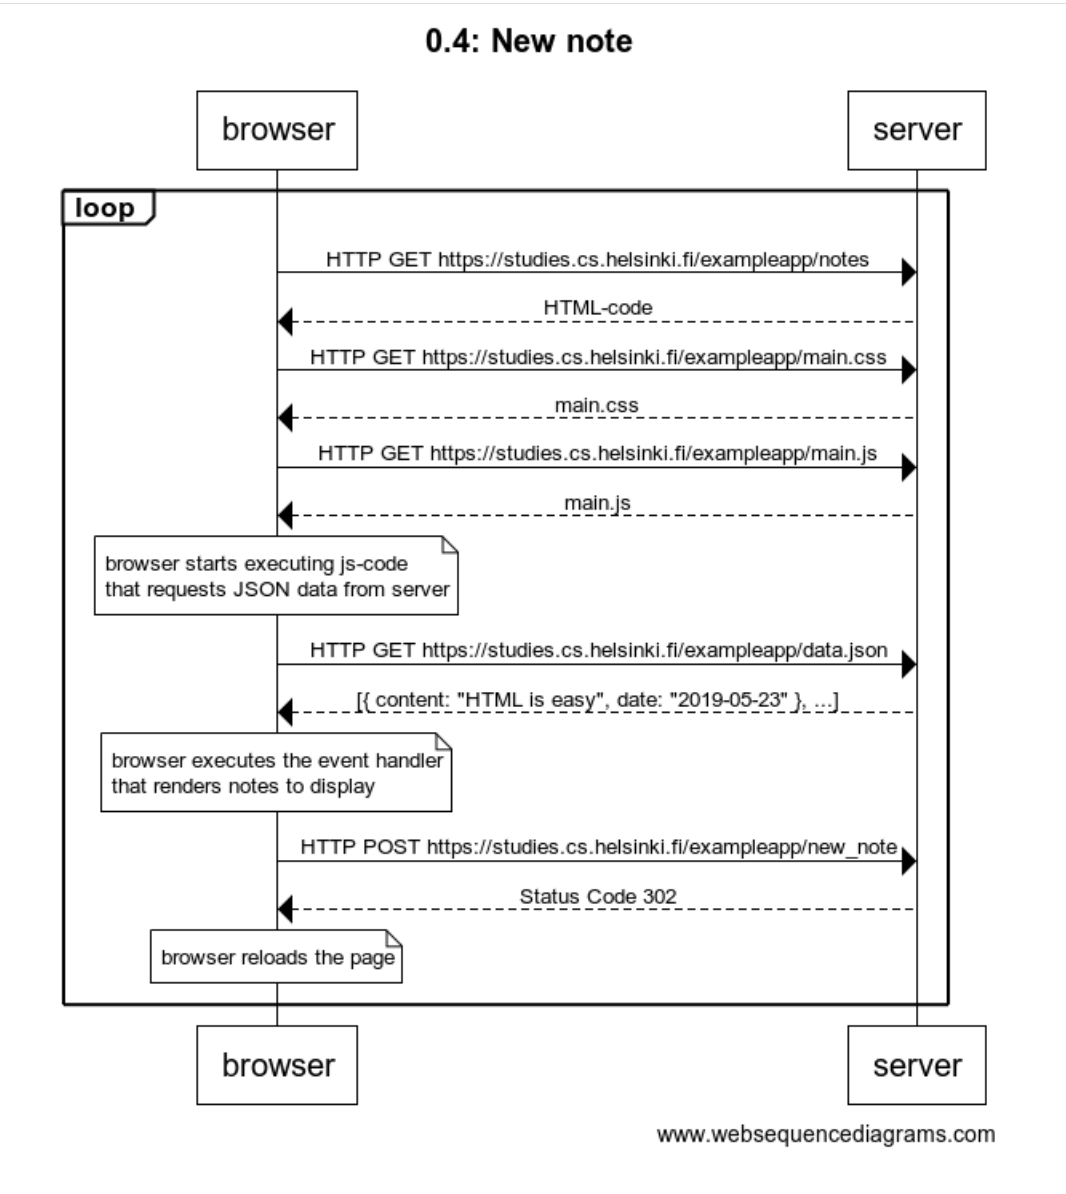 0.4: New note
browser
server
loop
HTTP GET https://studies.cs.helsinki.fi/exampleapp/notes
HTML-code
HTTP GET https://studies.cs.helsinki.fi/exampleapp/main.css
main.css
HTTP GET https://studies.cs.helsinki.fi/exampleapp/main.js
main.js
browser starts executing js-code
that requests JSON data from server
HTTP GET https://studies.cs.helsinki.fi/exampleapp/data.json
[{ content: "HTML is easy", date: "2019-05-23" }, ...]
browser executes the event handler
that renders notes to display
HTTP POST https://studies.cs.helsinki.fi/exampleapp/new_note
Status Code 302
browser reloads the page
browser
server
www.websequencediagrams.com